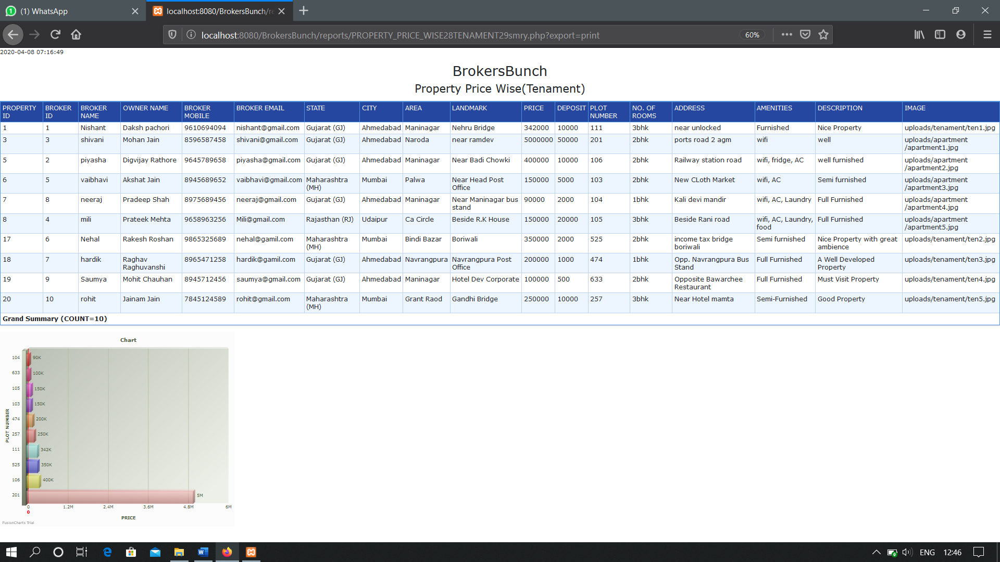 (1) WhatsApp
localhost:8080/BrokersBunch/re
localhost:8080/BrokersBunch/reports/PROPERTY_PRICE_WISE28TENAMENT29smry.php?export=print
60%
2020-04-08 07:16:49
BrokersBunch
Property Price Wise(Tenament)
PROPERTY ID BROKER ID BROKER NAME OWNER NAME BROKER MOBILE BROKER EMAIL STATE CITY AREA LANDMARK PRICE DEPOSIT PLOT NUMBER NO. OF ROOMS ADDRESS AMENITIES DESCRIPTION IMAGE
1 1 Nishant Daksh pachori 9610694094 nishant@gmail.com Gujarat (GJ) Ahmedabad Maninagar Nehru Bridge 342000 10000 111 3bhk near unlocked Furnished Nice Property uploads/tenament/ten1.jpg
3 3 shivani Mohan Jain 8596587458 shivani@gmail.com Gujarat (GJ) Ahmedabad Naroda near ramdev 5000000 50000 201 2bhk ports road 2 agm wifi well uploads/apartment /apartment1.jpg
5 2 piyasha Digvijay Rathore 9645789658 piyasha@gmail.com Gujarat (GJ) Ahmedabad Maninagar Near Badi Chowki 400000 10000 106 2bhk Railway station road wifi, fridge, AC well furnished uploads/apartment /apartment2.jpg
6 5 vaibhavi Akshat Jain 8945689652 vaibhavi@gmail.com Maharashtra (MH) Mumbai Palwa Near Head Post Office 150000 5000 103 2bhk New CLoth Market wifi, AC Semi furnished uploads/apartment /apartment3.jpg
7 8 neeraj Pradeep Shah 8975689456 neeraj@gmail.com Gujarat (GJ) Ahmedabad Maninagar Near Maninagar bus stand 90000 2000 104 1bhk Kali devi mandir wifi, AC, Laundry Full Furnished uploads/apartment /apartment4.jpg
8 4 mili Prateek Mehta 9658963256 Mili@gmail.com Rajasthan (RJ) Udaipur Ca Circle Beside R.K House 150000 20000 105 3bhk Beside Rani road wifi, AC, Laundry, food Full Furnished uploads/apartment /apartment5.jpg
17 6 Nehal Rakesh Roshan 9865325689 nehal@gamil.com Maharashtra (MH) Mumbai Bindi Bazar Boriwali 350000 2000 525 2bhk income tax bridge boriwali Semi furnished Nice Property with great ambience uploads/tenament/ten2.jpg
18 7 hardik Raghav Raghuvanshi 8965471258 hardik@gamil.com Gujarat (GJ) Ahmedabad Navrangpura Navrangpura Post Office 200000 1000 474 1bhk Opp. Navrangpura Bus Stand Full Furnished A Well Developed Property uploads/tenament/ten3.jpg
19 9 Saumya Mohit Chauhan 8945712456 saumya@gmail.com Gujarat (GJ) Ahmedabad Maninagar Hotel Dev Corporate 100000 500 633 2bhk Opposite Bawarchee Restaurant Full Furnished Must Visit Property uploads/tenament/ten4.jpg
20 10 rohit Jainam Jain 7845124589 rohit@gmail.com Maharashtra (MH) Mumbai Grant Raod Gandhi Bridge 250000 10000 257 3bhk Near Hotel mamta Semi-Furnished Good Property uploads/tenament/ten5.jpg
Grand Summary (COUNT=10)
Chart
PLOT NUMBER
104 90K
633 100K
105 150K
103 150K
474 200K
257 250K
111 342K
525 350K
106 400K
201 5M
0 1.2M 2.4M 3.6M 4.8M 6M
0
PRICE
FusionCharts Trial
ENG 12:46